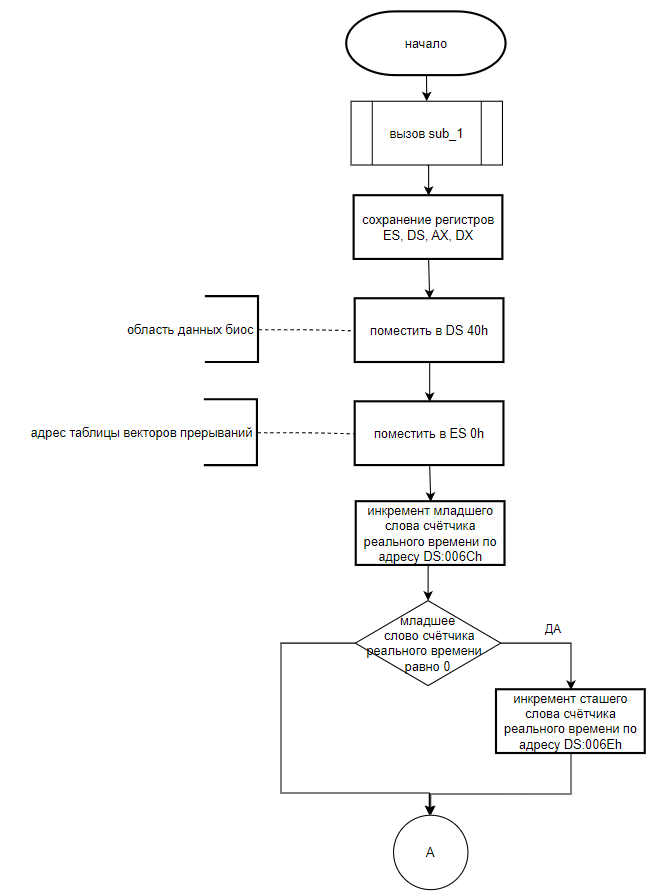 начало
вызов sub_1
сохранение регистров
ES, DS, AX, DX
область данных биос
поместить в DS 40h
адрес таблицы векторов прерываний
поместить в ES 0h
инкремент младшего
слова счётчика
реального времени по
адресу DS:006Ch
младшее
слово счётчика
реального времени
равно 0
ДА
инкремент сташего
слова счётчика
реального времени по
адресу DS:006Eh
А